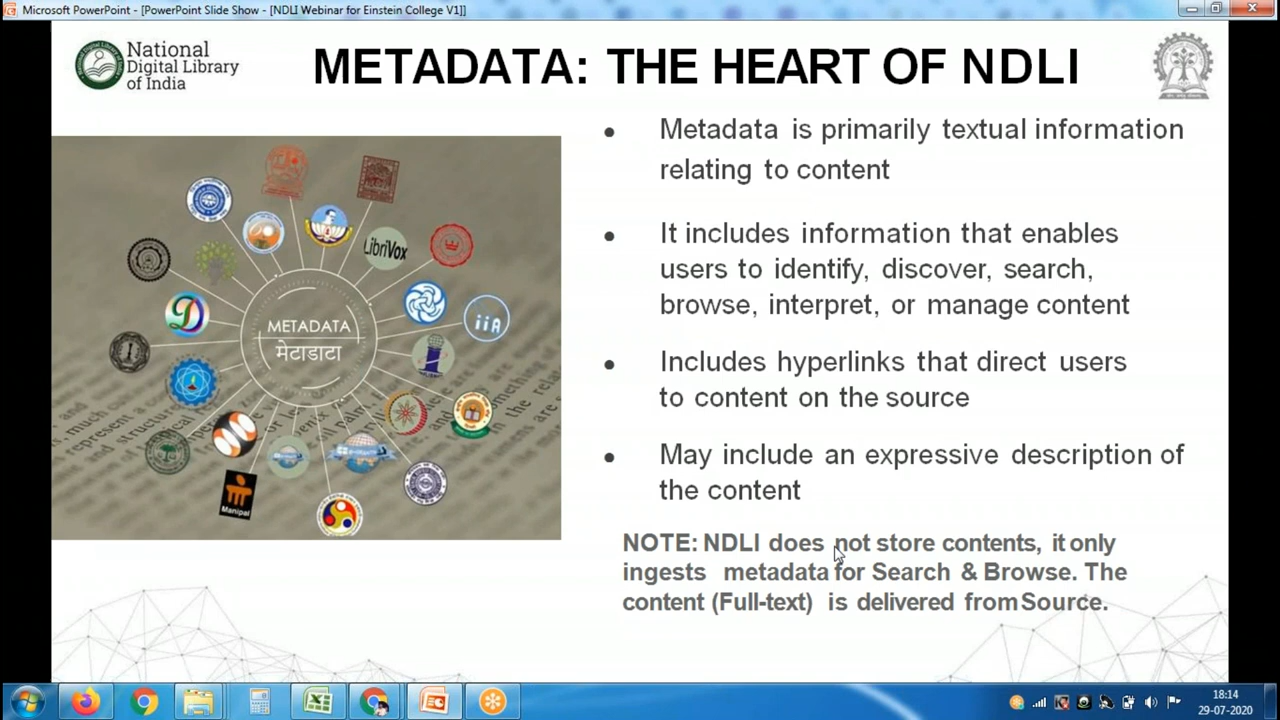 Microsoft PowerPoint - [PowerPoint Slide Show - [NDLI Webinar for Einstein College V1]]
National
Digital Library
of India
METADATA: THE HEART OF NDLI
LibriVox
iiA
METADATA
मेटाडाटा
Manipal
• Metadata is primarily textual information
relating to content
• It includes information that enables
users to identify, discover, search,
browse, interpret, or manage content
• Includes hyperlinks that direct users
to content on the source
• May include an expressive description of
the content
NOTE: NDLI does not store contents, it only
ingests metadata for Search & Browse. The
content (Full-text) is delivered from Source.
18:14
29-07-2020